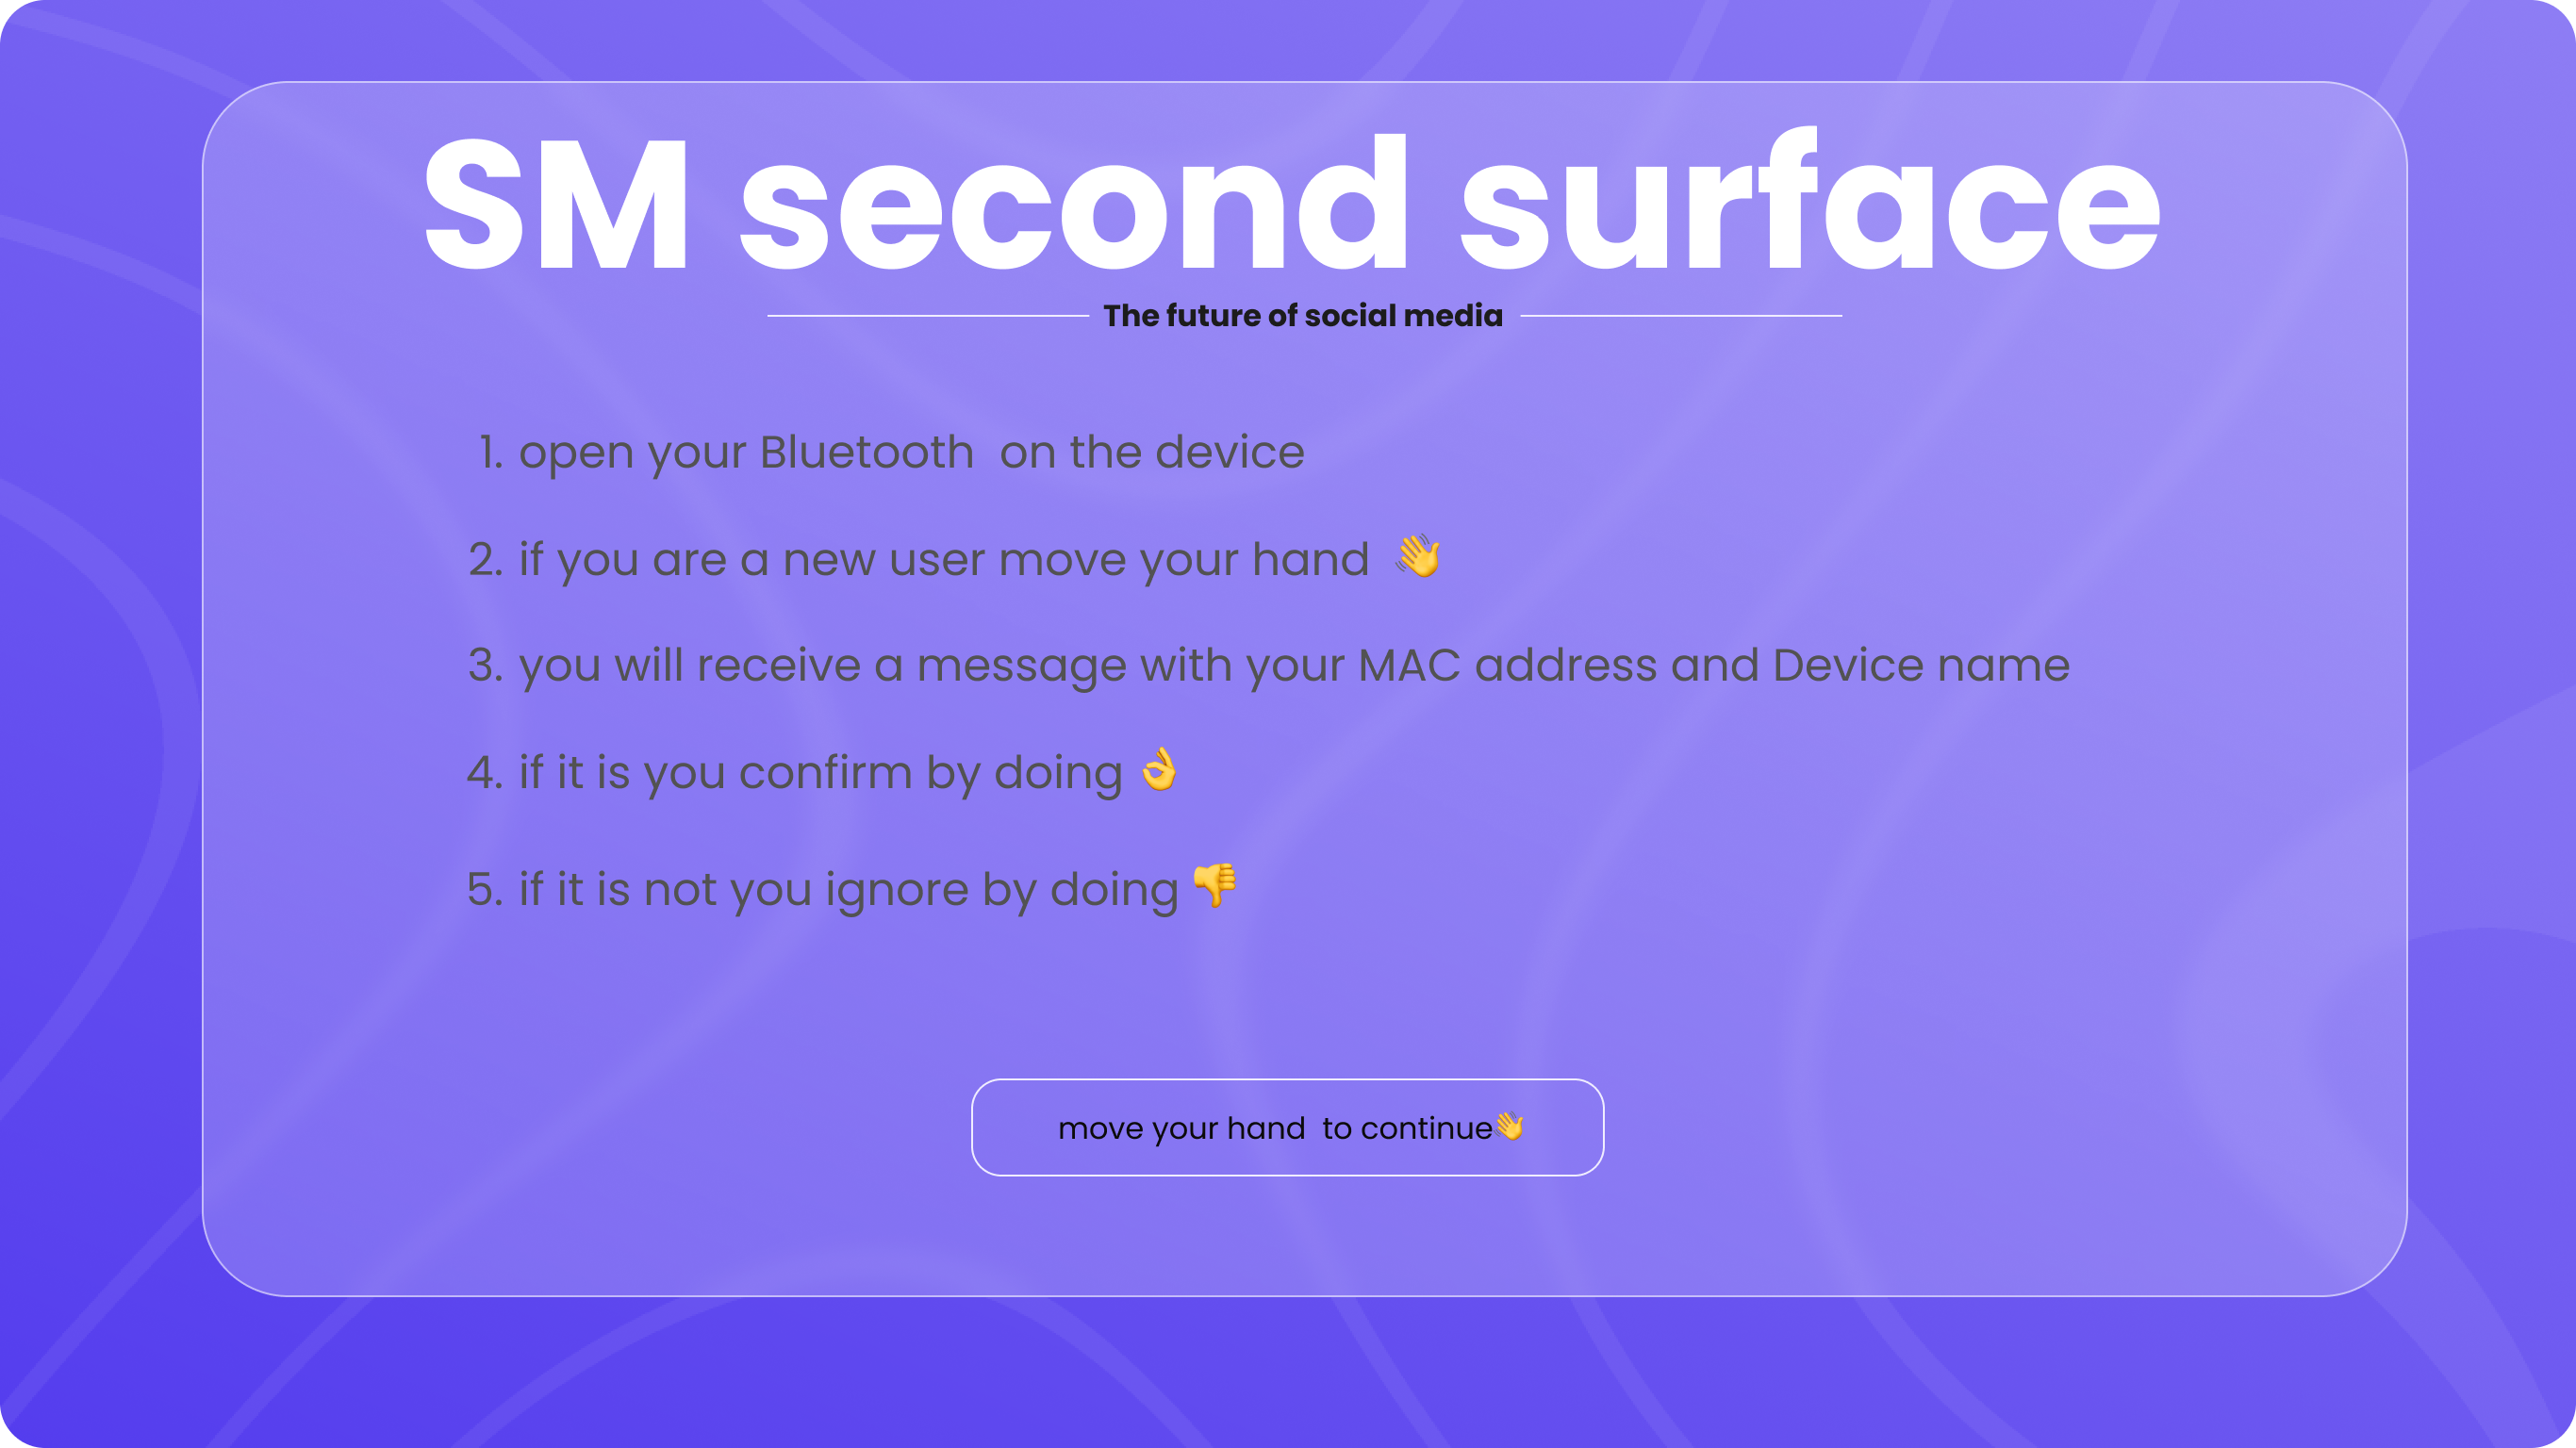 SM second surface
The future of social media
1. open your Bluetooth  on the device
2. if you are a new user move your hand  👋
3. you will receive a message with your MAC address and Device name
4. if it is you confirm by doing 👌
5. if it is not you ignore by doing 👎
move your hand  to continue👋